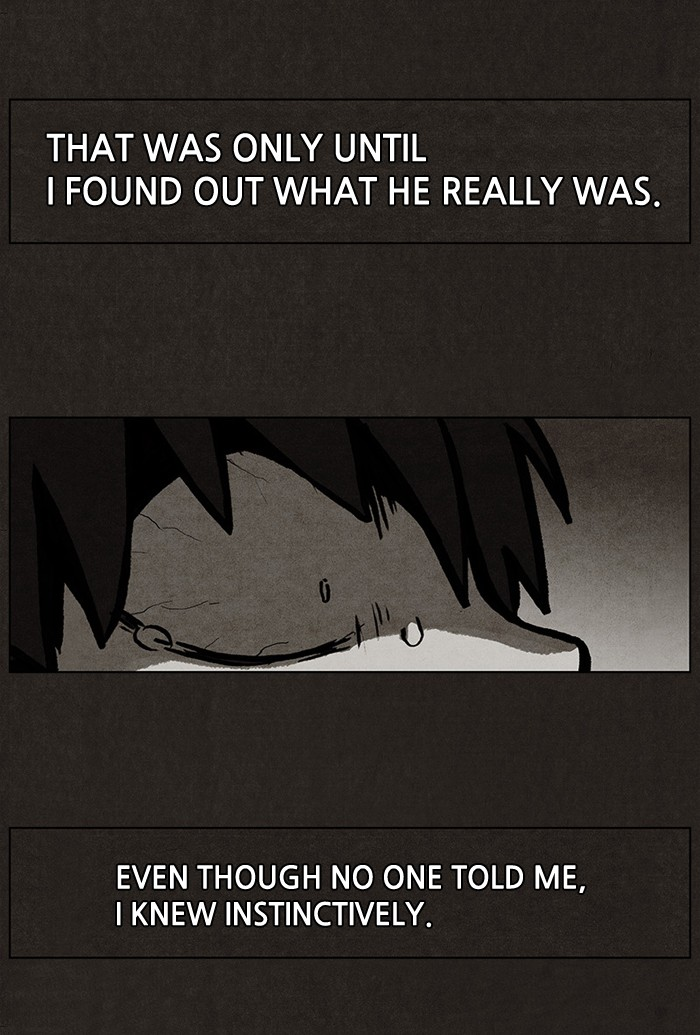 THAT WAS ONLY UNTIL
I FOUND OUT WHAT HE REALLY WAS.
EVEN THOUGH NO ONE TOLD ME,
I KNEW INSTINCTIVELY.